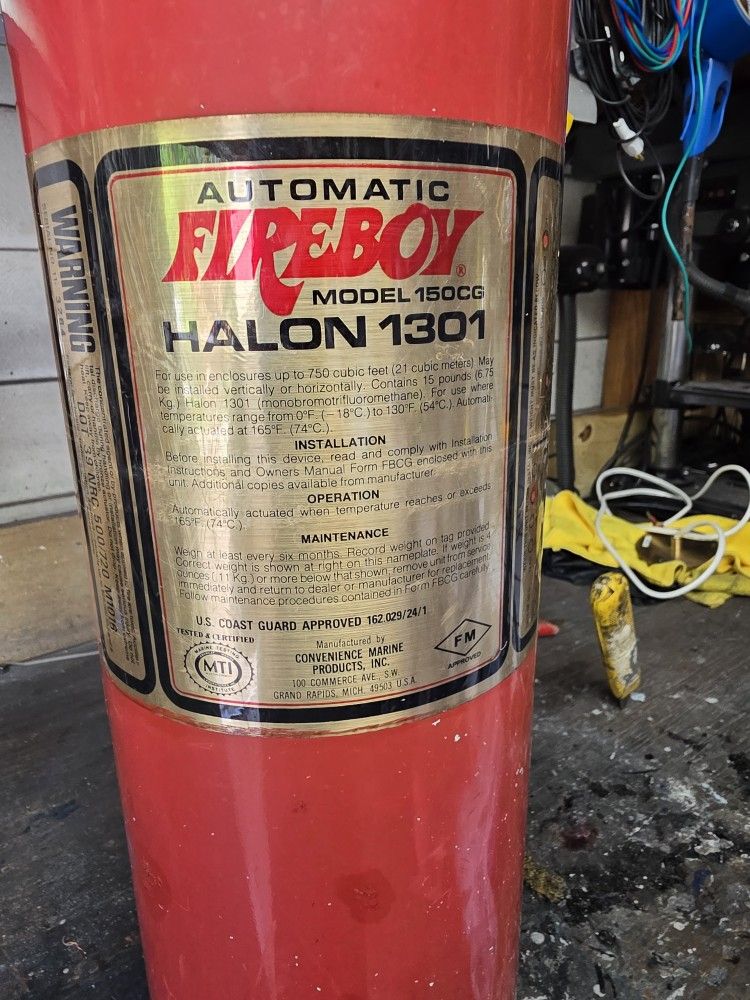 AUTOMATIC
FIREBOY®
MODEL 150CG
HALON 1301
For use in enclosures up to 750 cubic feet (21 cubic meters) May
be installed vertically or horizontally. Contains 15 pounds (6.75
Kg.) Halon 1301 (monobromotrifluoromethane). For use where
temperatures range from 0°F. (−18°C.) to 130°F. (54°C.). Automati-
cally actuated at 165°F. (74°C.).
INSTALLATION
Before installing this device, read and comply with Installation
Instructions and Owners Manual Form FBCG enclosed with this
unit. Additional copies available from manufacturer.
OPERATION
Automatically actuated when temperature reaches or exceeds
165°F. (74°C.).
MAINTENANCE
Weigh at least every six months. Record weight on tag provided.
Correct weight is shown at right on this nameplate. If weight is 4
ounces (.11 Kg.) or more below that shown, remove unit from service
immediately and return to dealer or manufacturer for replacement.
Follow maintenance procedures contained in Form FBCG carefully.
U.S. COAST GUARD APPROVED 162.029/24/1
TESTED & CERTIFIED
MARINE TESTING
MTI
INSTITUTE
Manufactured by
CONVENIENCE MARINE
PRODUCTS, INC.
100 COMMERCE AVE., S.W.
GRAND RAPIDS, MICH. 49503 U.S.A.
FM
APPROVED
WARNING